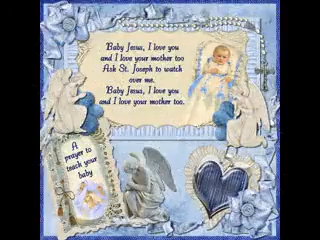 Baby Jesus, I love you
and I love your mother too
Ask St. Joseph to watch
over me.
Baby Jesus, I love you
and I love your mother too.
A
prayer to
teach your
baby